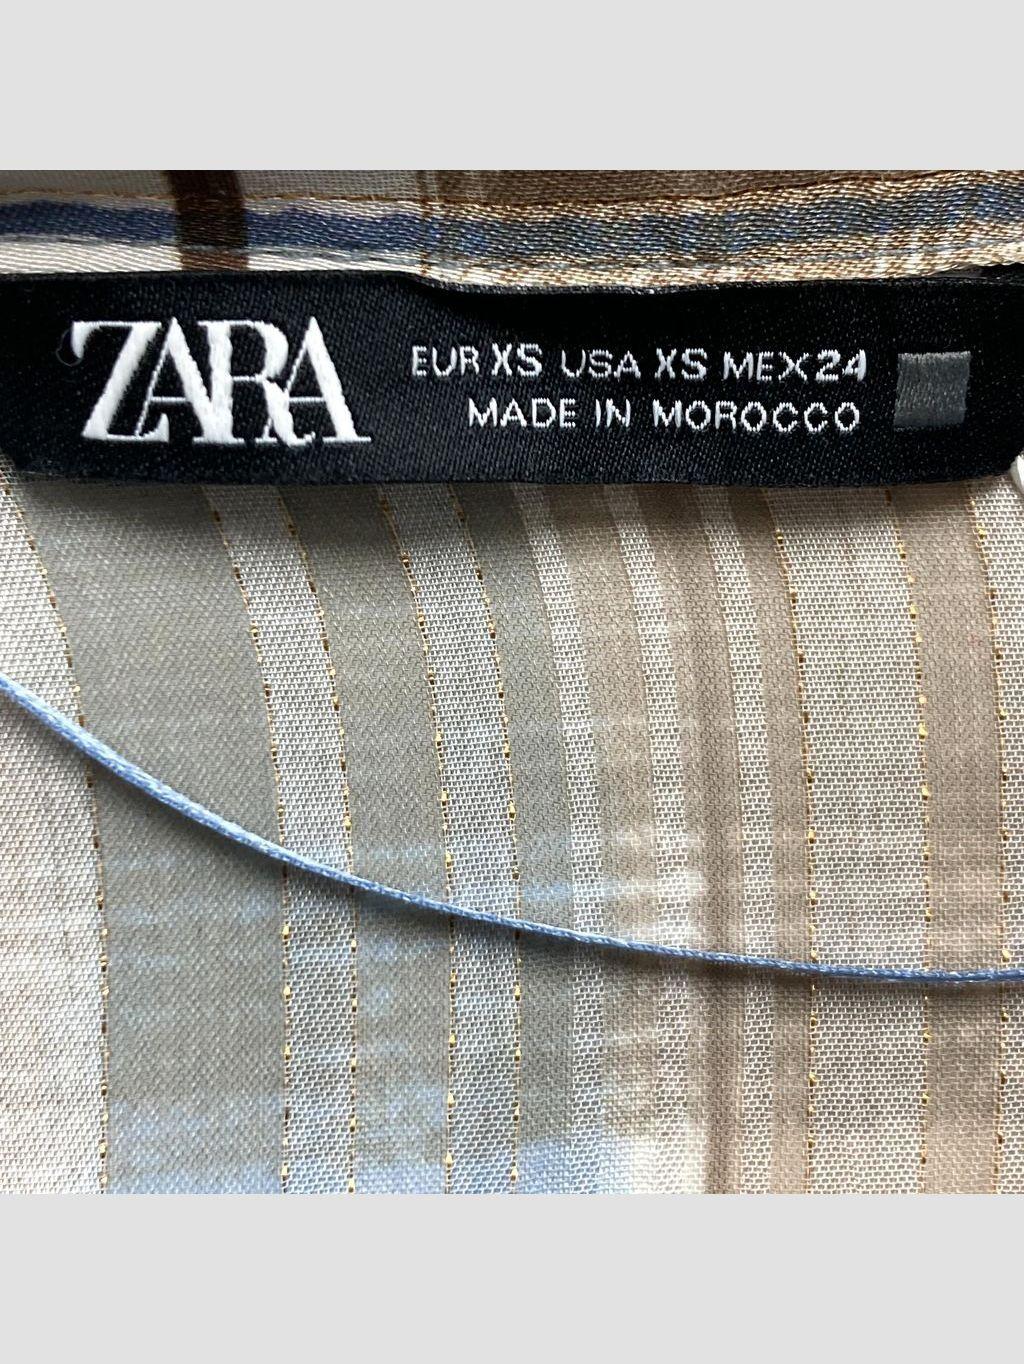 ZARA
EUR XS USA XS MEX 24
MADE IN MOROCCO